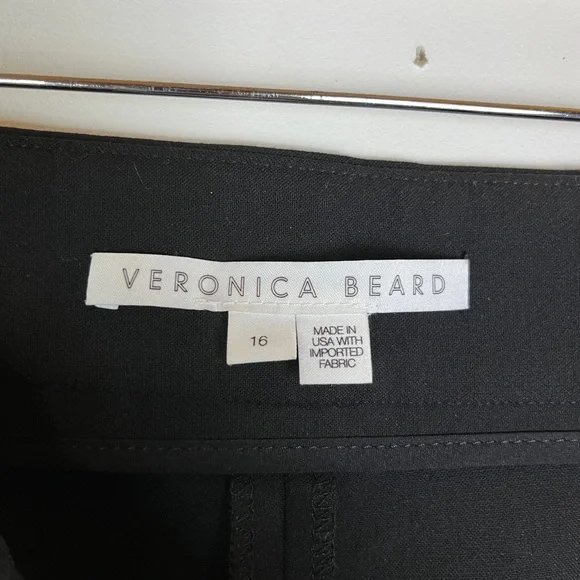 VERONICA BEARD
16
MADE IN
USA WITH
IMPORTED
FABRIC